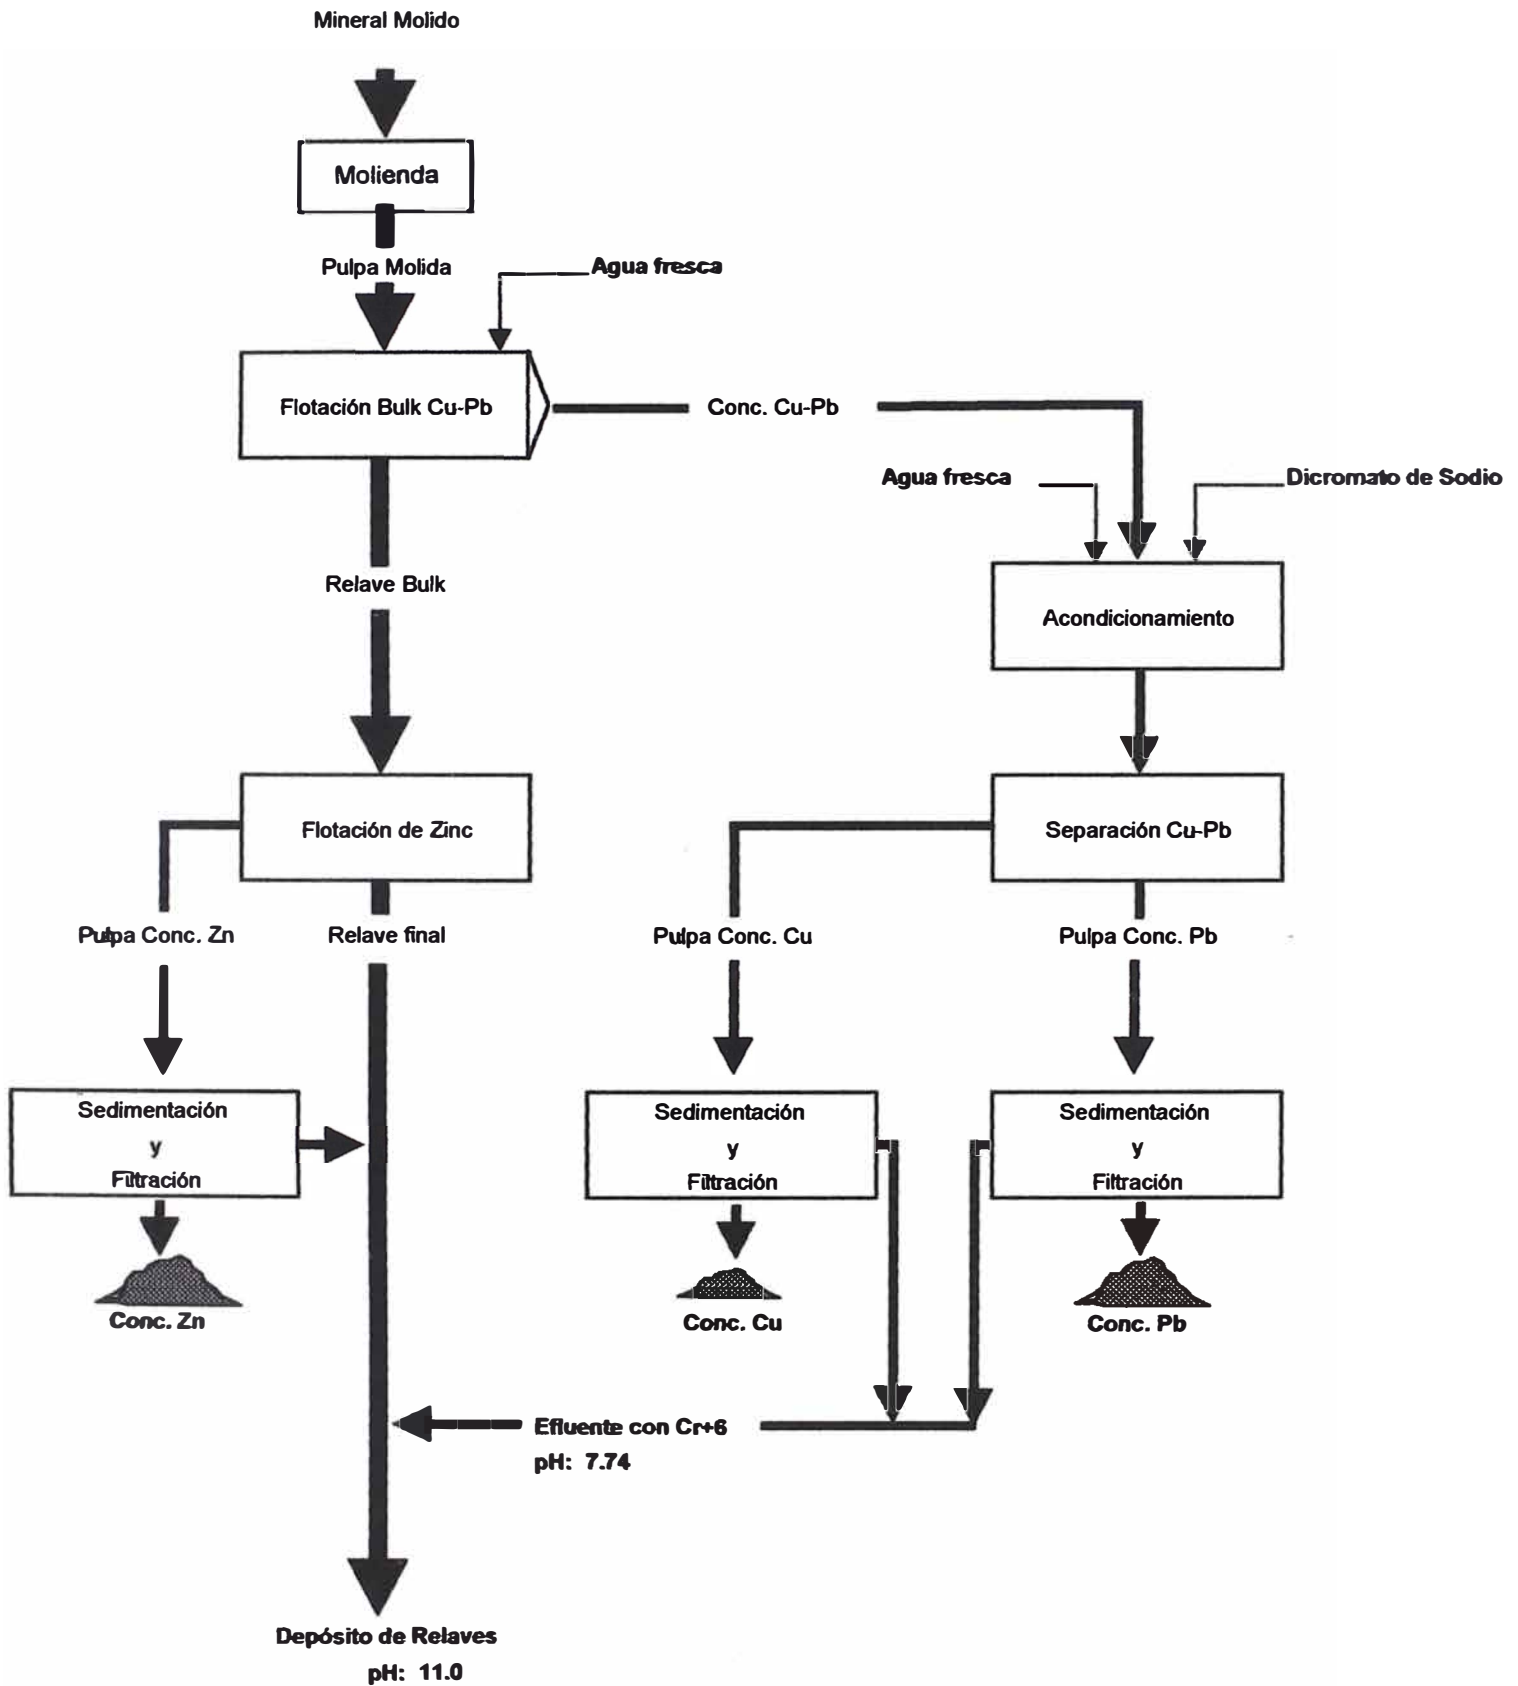 Mineral Molido
Molienda
Pulpa Molida
Agua fresca
Flotación Bulk Cu-Pb
Conc. Cu-Pb
Agua fresca
Dicromato de Sodio
Relave Bulk
Acondicionamiento
Flotación de Zinc
Separación Cu-Pb
Pulpa Conc. Zn
Relave final
Pulpa Conc. Cu
Pulpa Conc. Pb
Sedimentación
y
Filtración
Sedimentación
y
Filtración
Sedimentación
y
Filtración
Conc. Zn
Conc. Cu
Conc. Pb
Efluente con Cr+6
pH: 7.74
Depósito de Relaves
pH: 11.0